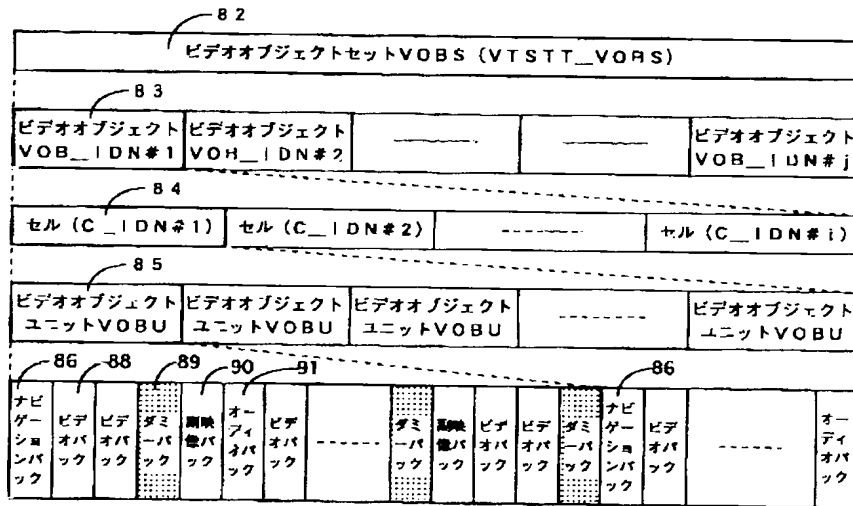 82
ビデオオブジェクトセットVOBS (VTSTT__VOBS)
83
ビデオオブジェクト
VOB__IDN#1
ビデオオブジェクト
VOB__IDN#2
ビデオオブジェクト
VOB__IDN#j
84
セル (C__IDN#1)
セル (C__IDN#2)
セル (C__IDN#i)
85
ビデオオブジェクト
ユニットVOBU
ビデオオブジェクト
ユニットVOBU
ビデオオブジェクト
ユニットVOBU
ビデオオブジェクト
ユニットVOBU
86
88
89
90
91
86
ナビゲーションパック
ビデオパック
ビデオパック
ダミーパック
副映像パック
オーディオパック
ビデオパック
ダミーパック
副映像パック
ビデオパック
ビデオパック
ダミーパック
ナビゲーションパック
ビデオパック
オーディオパック